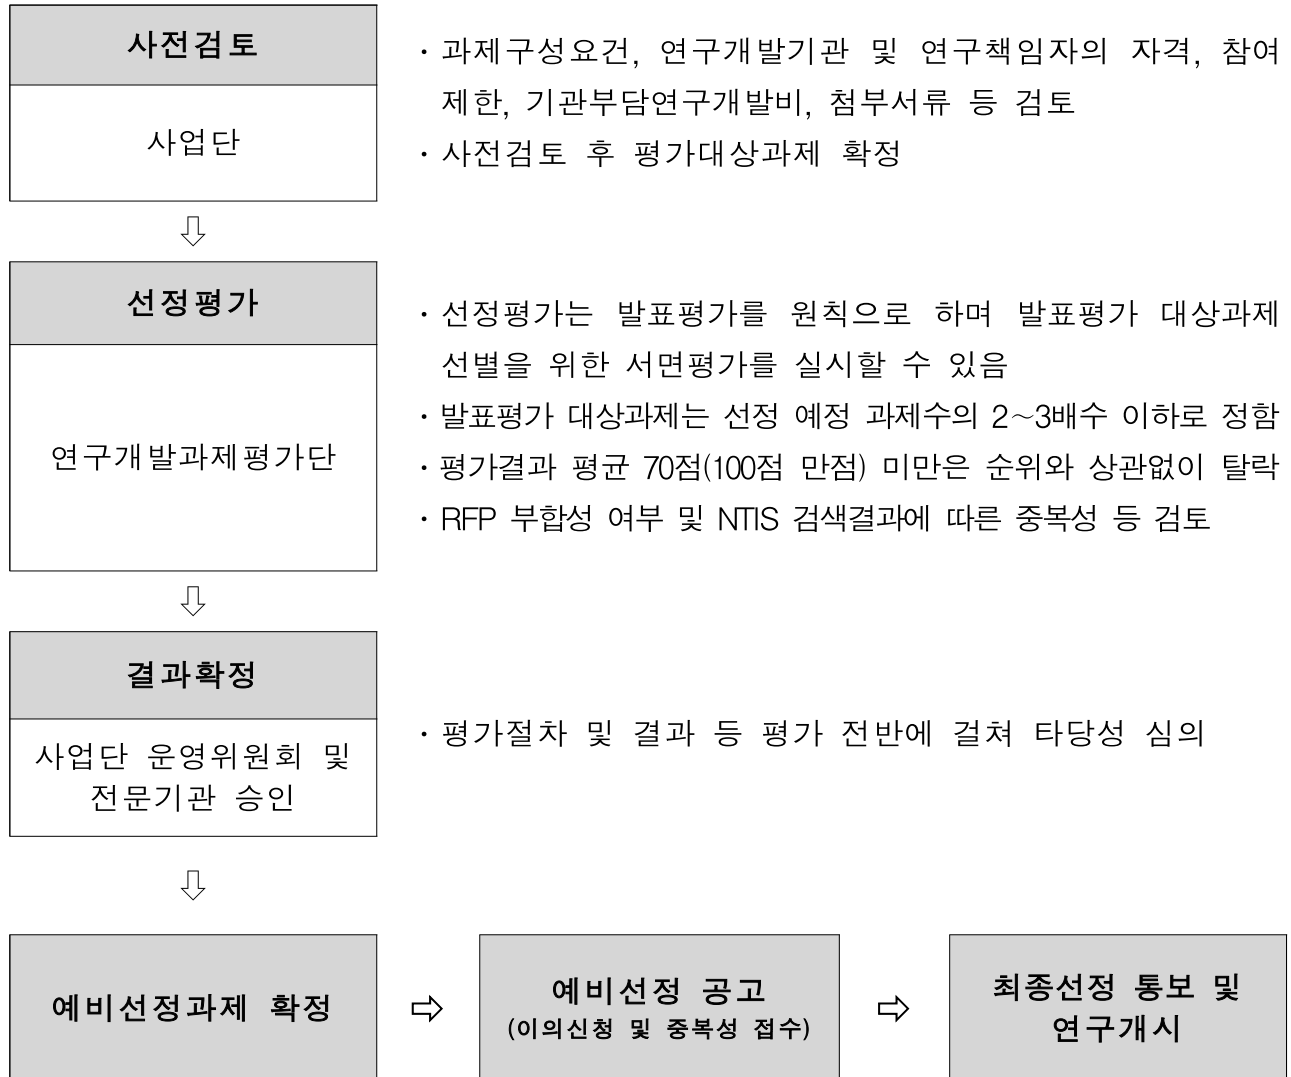 사전검토
사업단
· 과제구성요건, 연구개발기관 및 연구책임자의 자격, 참여
제한, 기관부담연구개발비, 첨부서류 등 검토
· 사전검토 후 평가대상과제 확정
⇩
선정평가
연구개발과제평가단
· 선정평가는 발표평가를 원칙으로 하며 발표평가 대상과제
선별을 위한 서면평가를 실시할 수 있음
· 발표평가 대상과제는 선정 예정 과제수의 2~3배수 이하로 정함
· 평가결과 평균 70점(100점 만점) 미만은 순위와 상관없이 탈락
· RFP 부합성 여부 및 NTIS 검색결과에 따른 중복성 등 검토
⇩
결과확정
사업단 운영위원회 및
전문기관 승인
· 평가절차 및 결과 등 평가 전반에 걸쳐 타당성 심의
⇩
예비선정과제 확정
⇨
예비선정 공고
(이의신청 및 중복성 접수)
⇨
최종선정 통보 및
연구개시